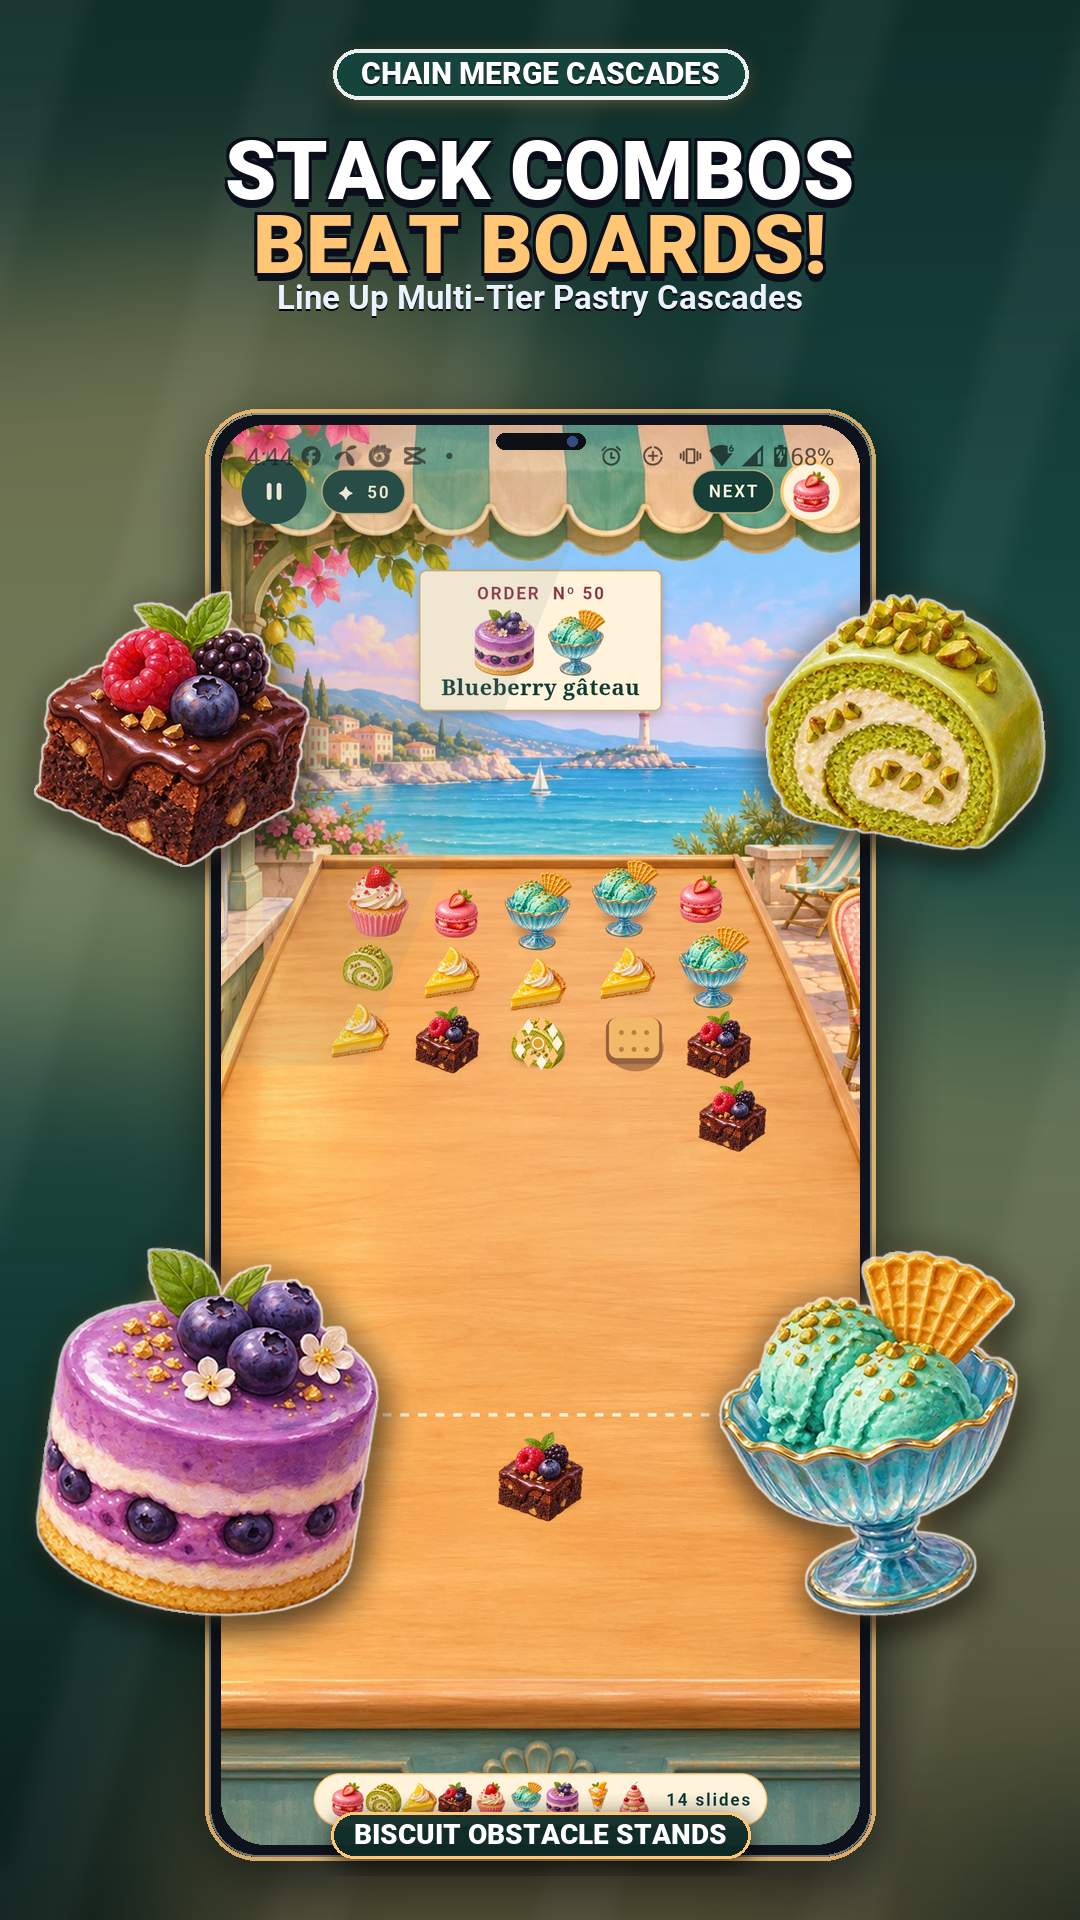 CHAIN MERGE CASCADES
STACK COMBOS
BEAT BOARDS!
Line Up Multi-Tier Pastry Cascades
4:44
68%
50
NEXT
ORDER Nº 50
Blueberry gâteau
14 slides
BISCUIT OBSTACLE STANDS